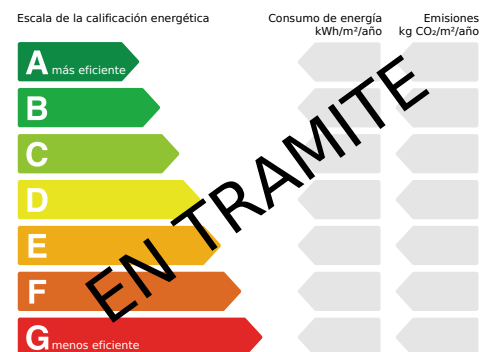 Escala de la calificación energética
Consumo de energía
kWh/m²/año
Emisiones
kg CO₂/m²/año
A más eficiente
B
C
D
E
F
G menos eficiente
EN TRAMITE